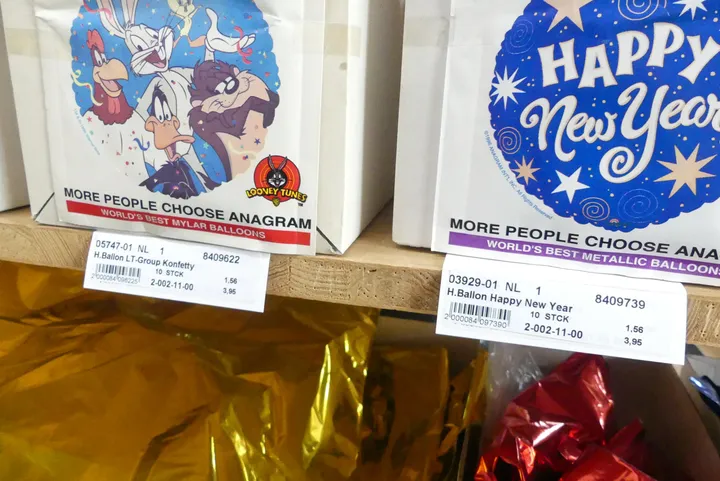 LOONEY TUNES
MORE PEOPLE CHOOSE ANAGRAM
WORLD'S BEST MYLAR BALLOONS
05747-01 NL 1 8409622
H.Ballon LT-Group Konfetty
10 STCK 1.56
2-002-11-00 3,95
HAPPY
New Year
MORE PEOPLE CHOOSE ANA
WORLD'S BEST METALLIC BALLOONS
03929-01 NL 1 8409739
H.Ballon Happy New Year
10 STCK 1.56
2 000084 097390 2-002-11-00 3,95